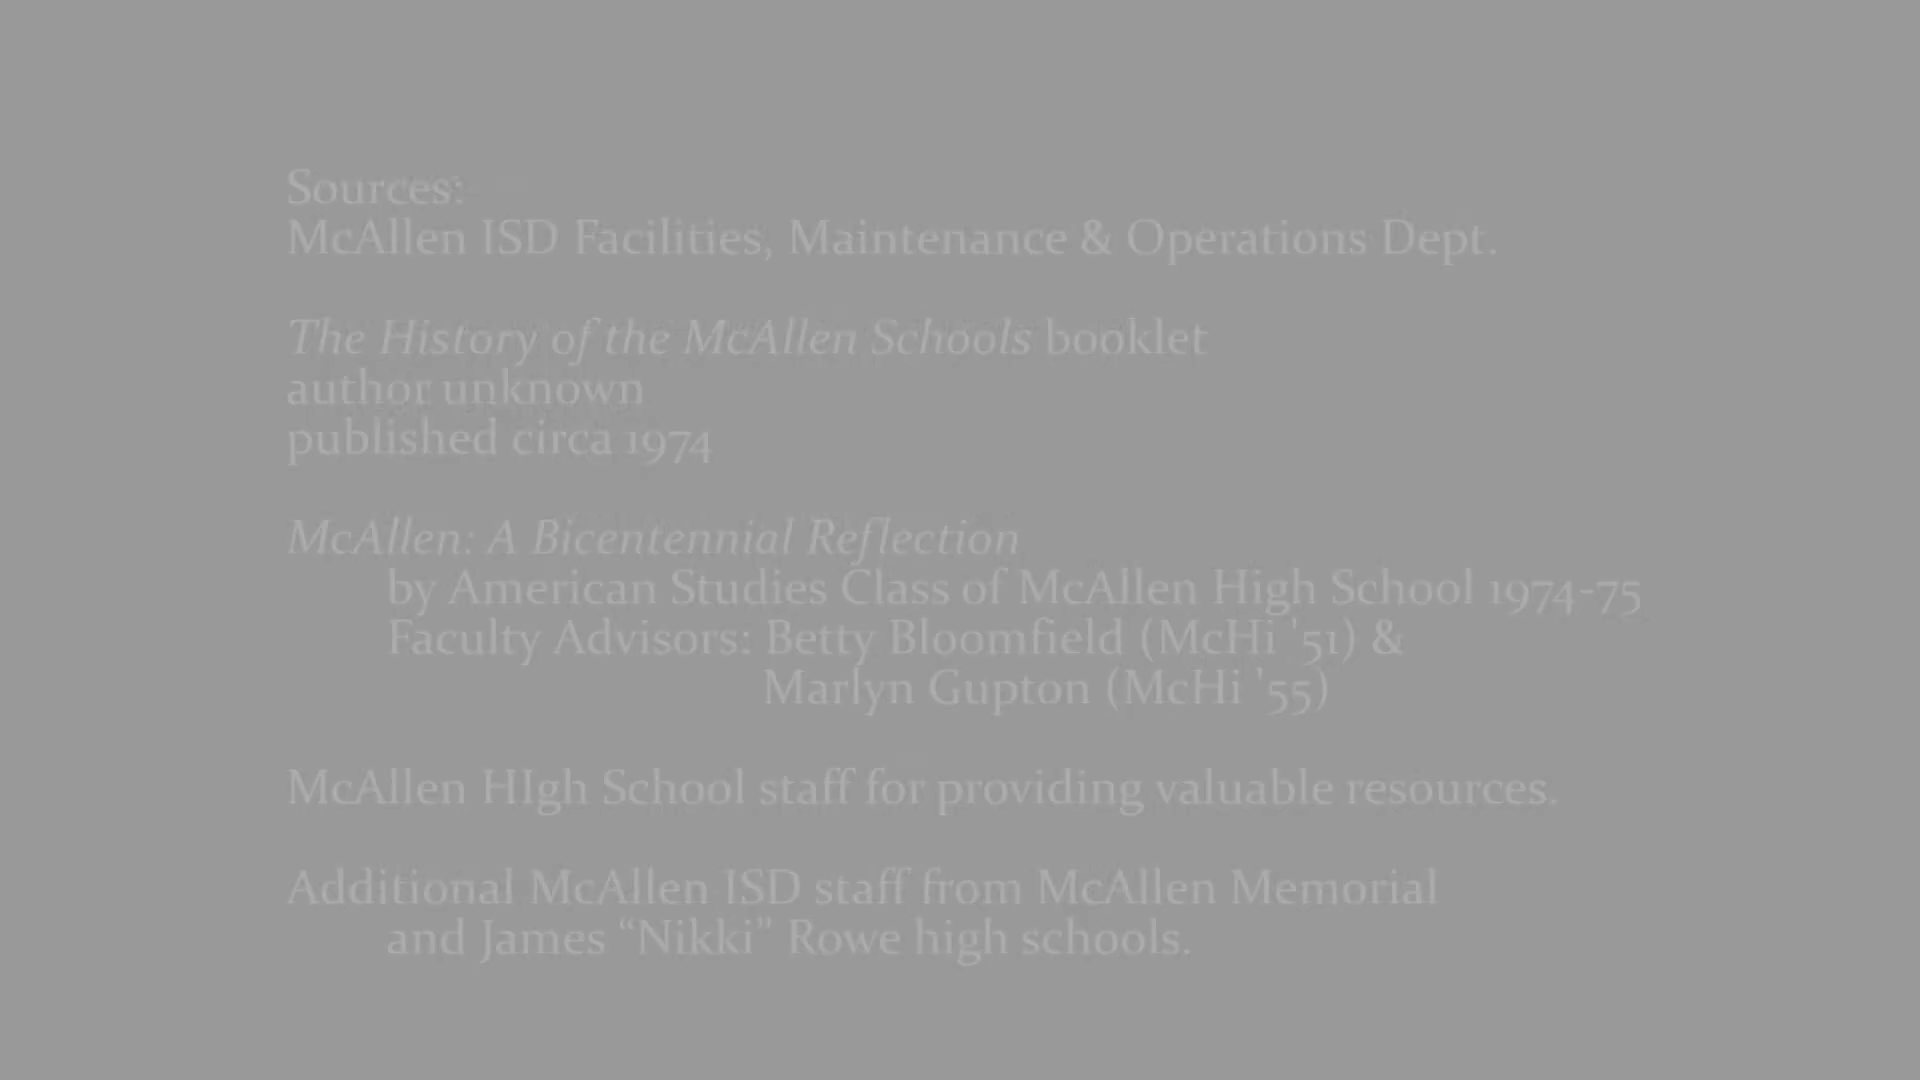 Sources:
McAllen ISD Facilities, Maintenance & Operations Dept.
The History of the McAllen Schools booklet
author unknown
published circa 1974
McAllen: A Bicentennial Reflection
by American Studies Class of McAllen High School 1974-75
Faculty Advisors: Betty Bloomfield (McHi '51) &
Marlyn Gupton (McHi '55)
McAllen HIgh School staff for providing valuable resources.
Additional McAllen ISD staff from McAllen Memorial
and James “Nikki” Rowe high schools.